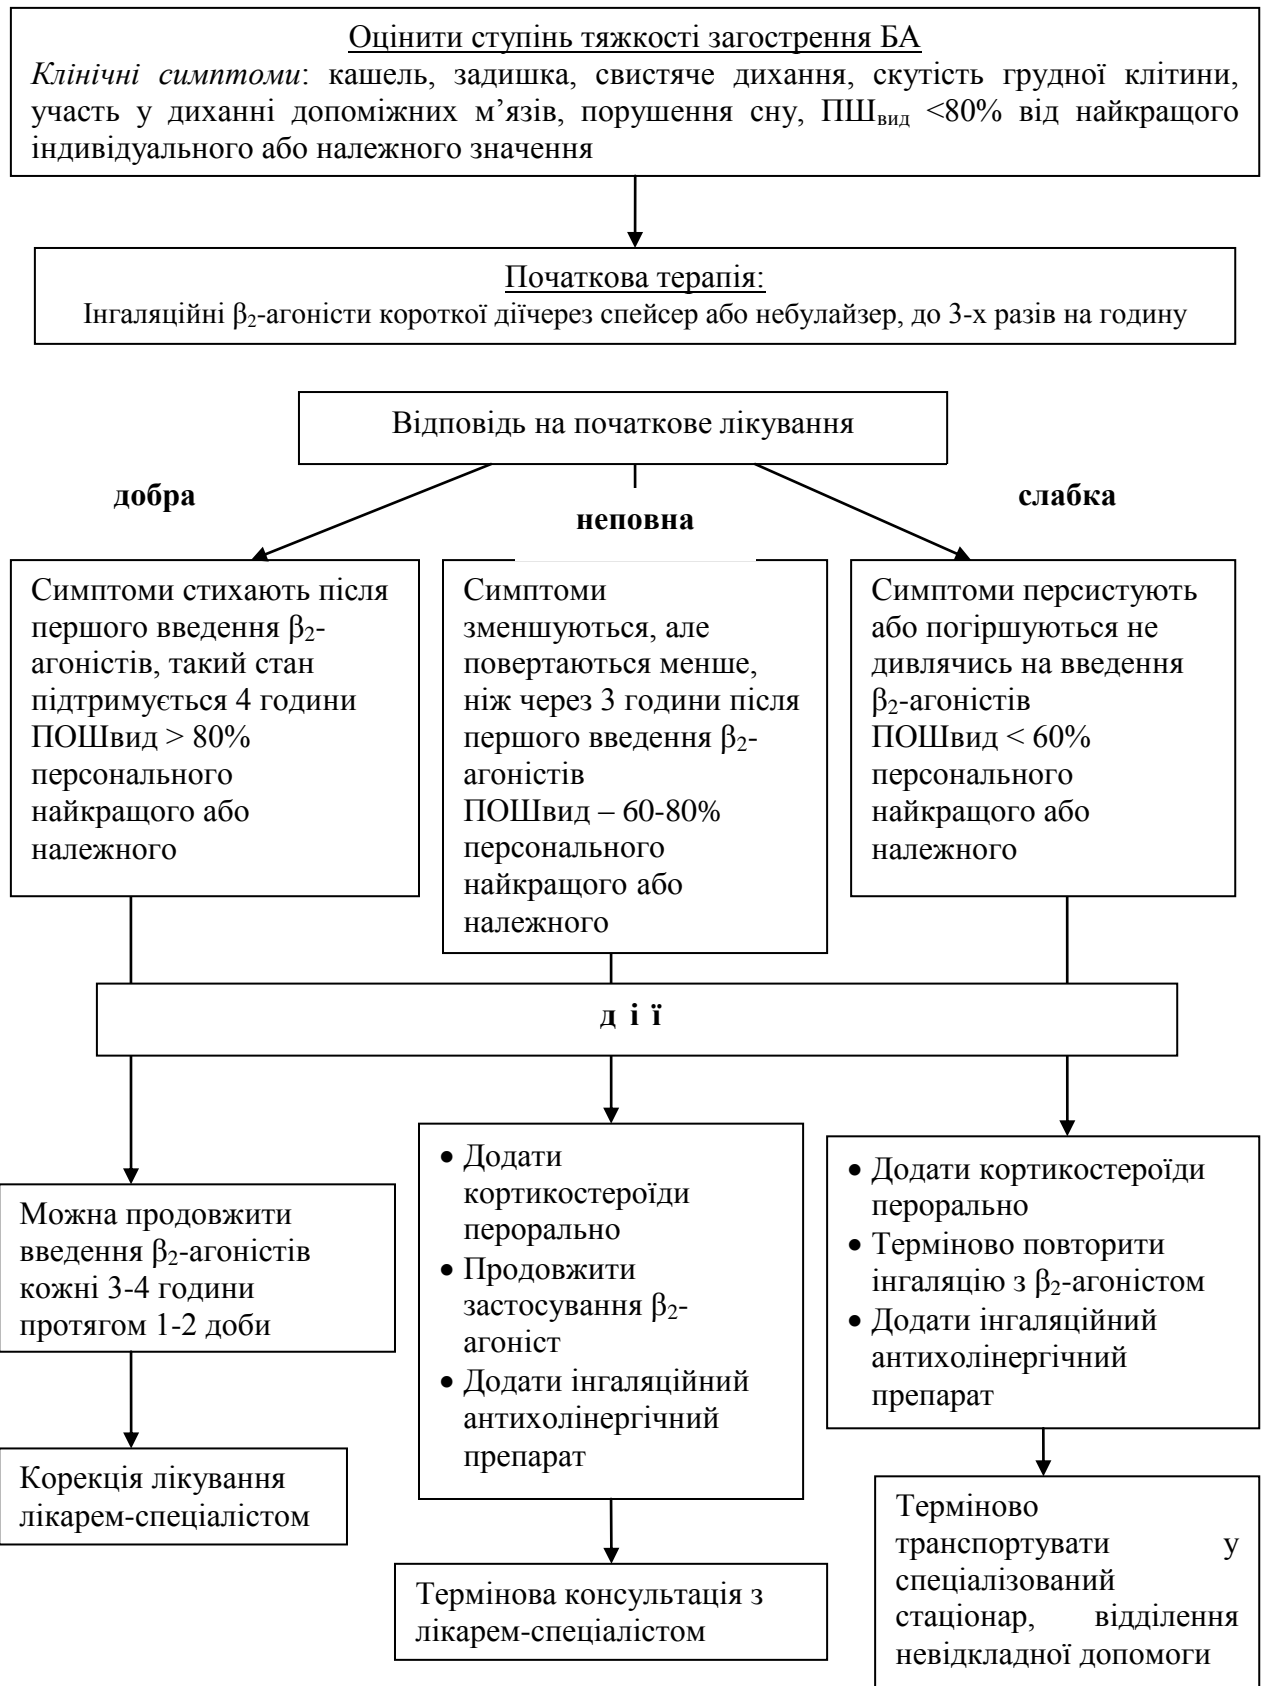 Оцінити ступінь тяжкості загострення БА
Клінічні симптоми: кашель, задишка, свистяче дихання, скутість грудної клітини,
участь у диханні допоміжних м’язів, порушення сну, ПШвид <80% від найкращого
індивідуального або належного значення
Початкова терапія:
Інгаляційні β2-агоністи короткої діїчерез спейсер або небулайзер, до 3-х разів на годину
Відповідь на початкове лікування
добра
неповна
слабка
Симптоми стихають після
першого введення β2-
агоністів, такий стан
підтримується 4 години
ПОШвид > 80%
персонального
найкращого або
належного
Симптоми
зменшуються, але
повертаються менше,
ніж через 3 години після
першого введення β2-
агоністів
ПОШвид – 60-80%
персонального
найкращого або
належного
Симптоми персистують
або погіршуються не
дивлячись на введення
β2-агоністів
ПОШвид < 60%
персонального
найкращого або
належного
д і ї
Можна продовжити
введення β2-агоністів
кожні 3-4 години
протягом 1-2 доби
Корекція лікування
лікарем-спеціалістом
• Додати
кортикостероїди
перорально
• Продовжити
застосування β2-
агоніст
• Додати інгаляційний
антихолінергічний
препарат
Термінова консультація з
лікарем-спеціалістом
• Додати кортикостероїди
перорально
• Терміново повторити
інгаляцію з β2-агоністом
• Додати інгаляційний
антихолінергічний
препарат
Терміново
транспортувати у
спеціалізований
стаціонар, відділення
невідкладної допомоги